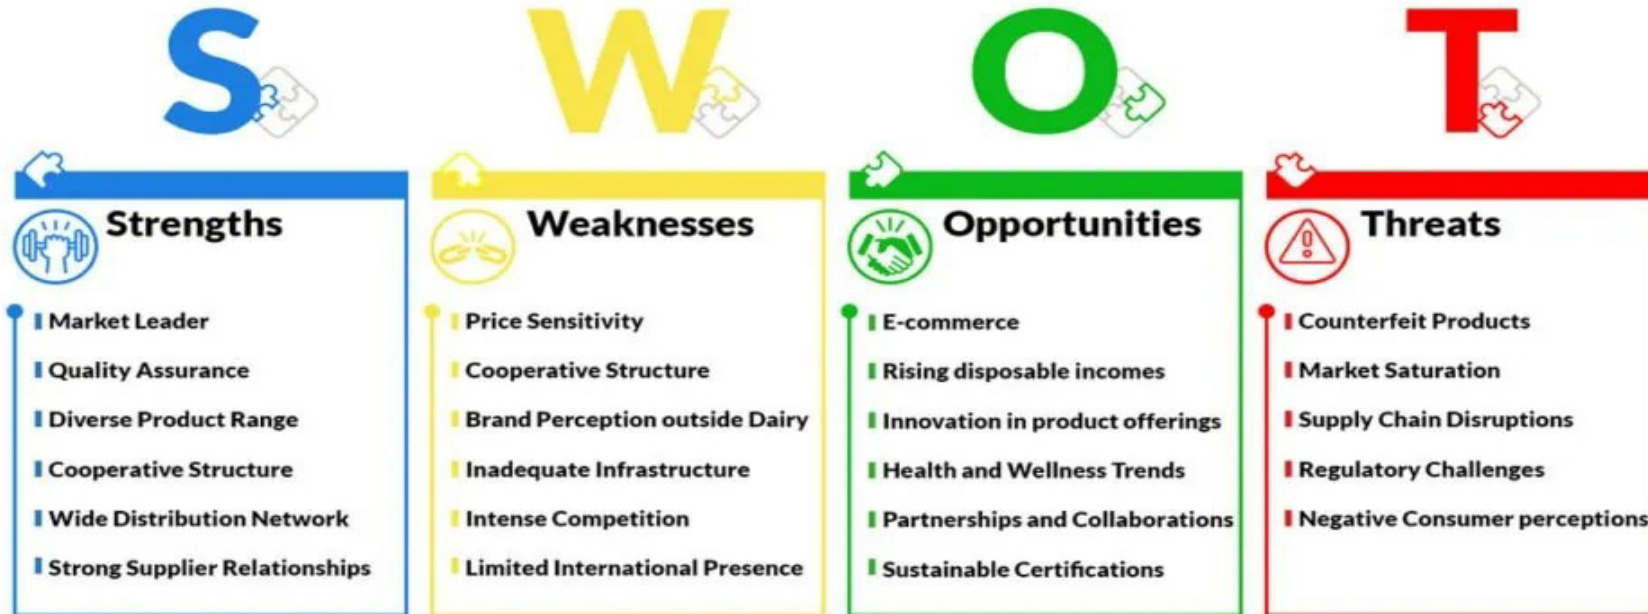 S
W
O
T
Strengths
Market Leader
Quality Assurance
Diverse Product Range
Cooperative Structure
Wide Distribution Network
Strong Supplier Relationships
Weaknesses
Price Sensitivity
Cooperative Structure
Brand Perception outside Dairy
Inadequate Infrastructure
Intense Competition
Limited International Presence
Opportunities
E-commerce
Rising disposable incomes
Innovation in product offerings
Health and Wellness Trends
Partnerships and Collaborations
Sustainable Certifications
Threats
Counterfeit Products
Market Saturation
Supply Chain Disruptions
Regulatory Challenges
Negative Consumer perceptions